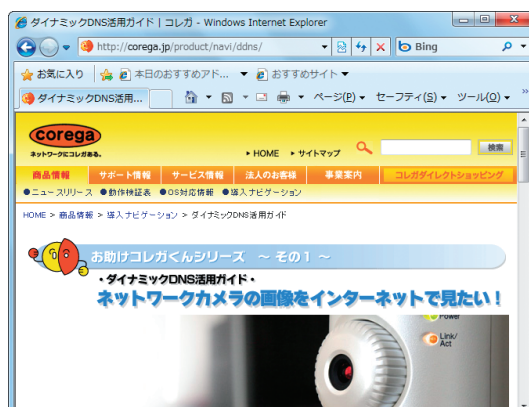 ダイナミックDNS活用ガイド | コレガ - Windows Internet Explorer
http://corega.jp/product/navi/ddns/
Bing
お気に入り
本日のおすすめアド...
おすすめサイト
ダイナミックDNS活用...
ページ(P)
セーフティ(S)
ツール(O)
corega
ネットワークにコレがある。
HOME
サイトマップ
検索
商品情報 サポート情報 サービス情報 法人のお客様 事業案内 コレガダイレクトショッピング
●ニュースリリース ●動作検証表 ●OS対応情報 ●導入ナビゲーション
HOME > 商品情報 > 導入ナビゲーション > ダイナミックDNS活用ガイド
お助けコレガくんシリーズ ～ その１ ～
・ダイナミックDNS活用ガイド・
ネットワークカメラの画像をインターネットで見たい！
Power
Link/
Act